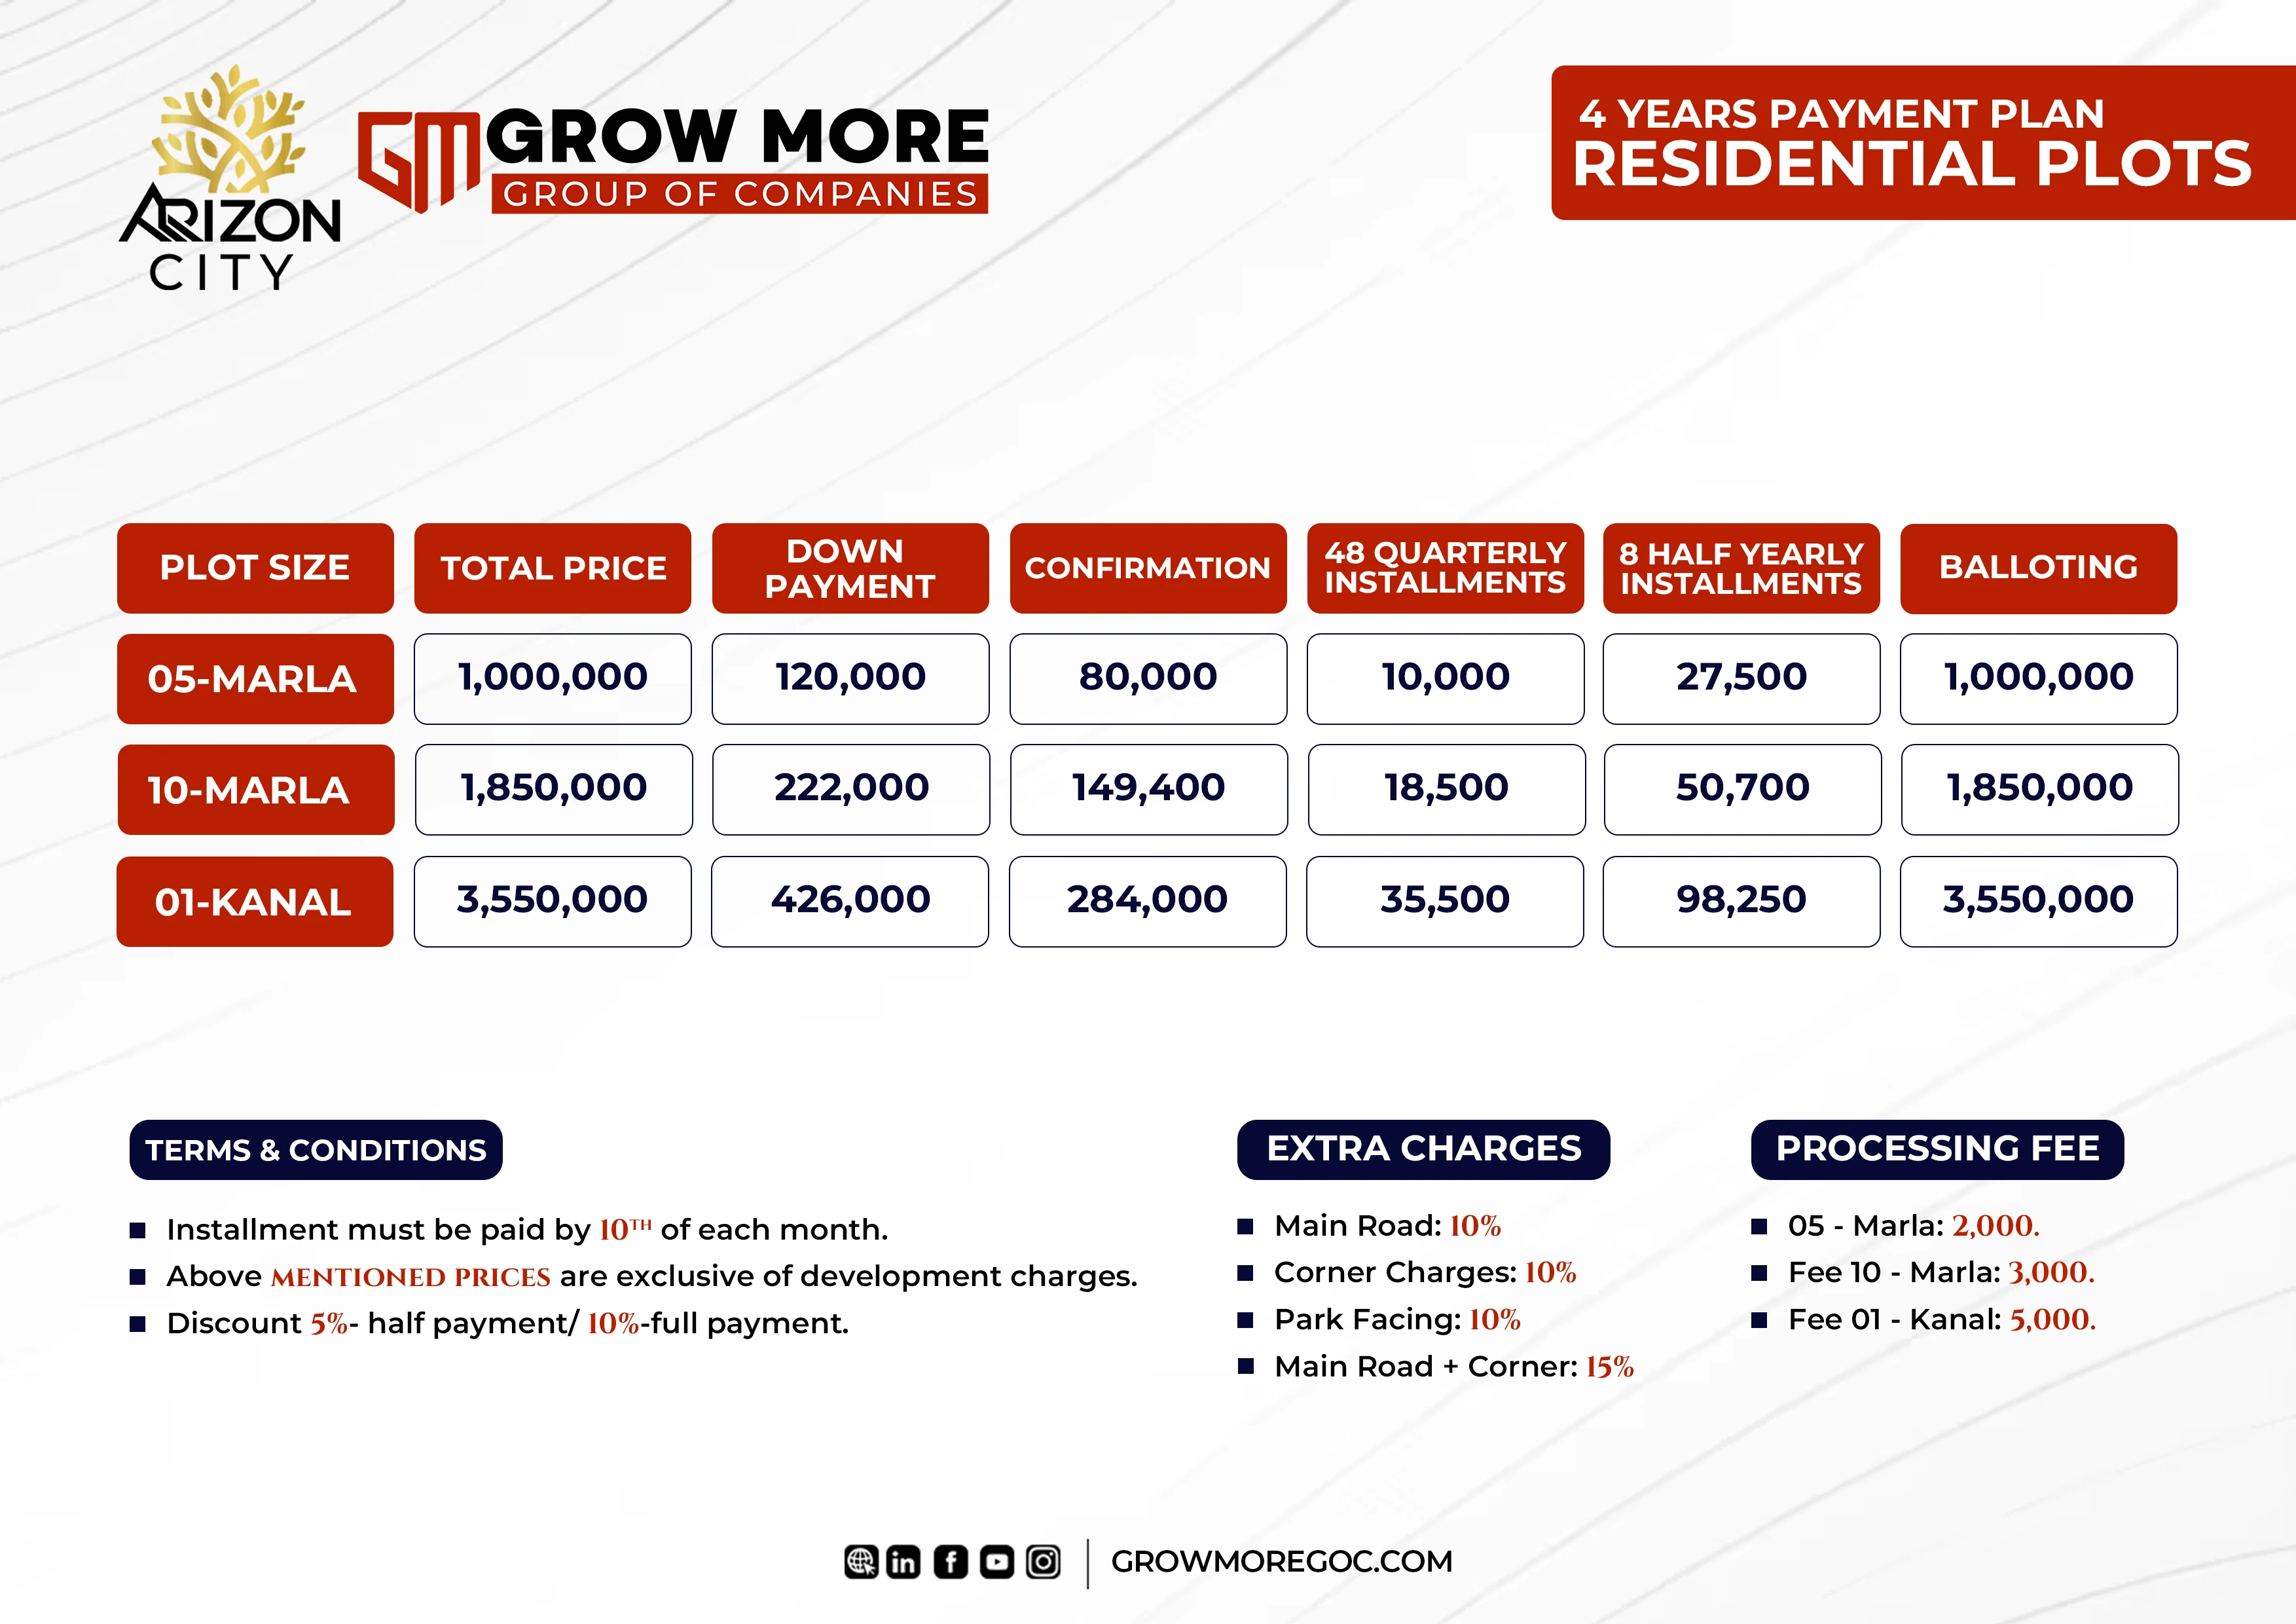 ARIZON
CITY
GM GROW MORE
GROUP OF COMPANIES
4 YEARS PAYMENT PLAN
RESIDENTIAL PLOTS
PLOT SIZE TOTAL PRICE DOWN PAYMENT CONFIRMATION 48 QUARTERLY INSTALLMENTS 8 HALF YEARLY INSTALLMENTS BALLOTING
05-MARLA 1,000,000 120,000 80,000 10,000 27,500 1,000,000
10-MARLA 1,850,000 222,000 149,400 18,500 50,700 1,850,000
01-KANAL 3,550,000 426,000 284,000 35,500 98,250 3,550,000
TERMS & CONDITIONS
Installment must be paid by 10TH of each month.
Above MENTIONED PRICES are exclusive of development charges.
Discount 5%- half payment/ 10%-full payment.
EXTRA CHARGES
Main Road: 10%
Corner Charges: 10%
Park Facing: 10%
Main Road + Corner: 15%
PROCESSING FEE
05 - Marla: 2,000.
Fee 10 - Marla: 3,000.
Fee 01 - Kanal: 5,000.
GROWMOREGOC.COM